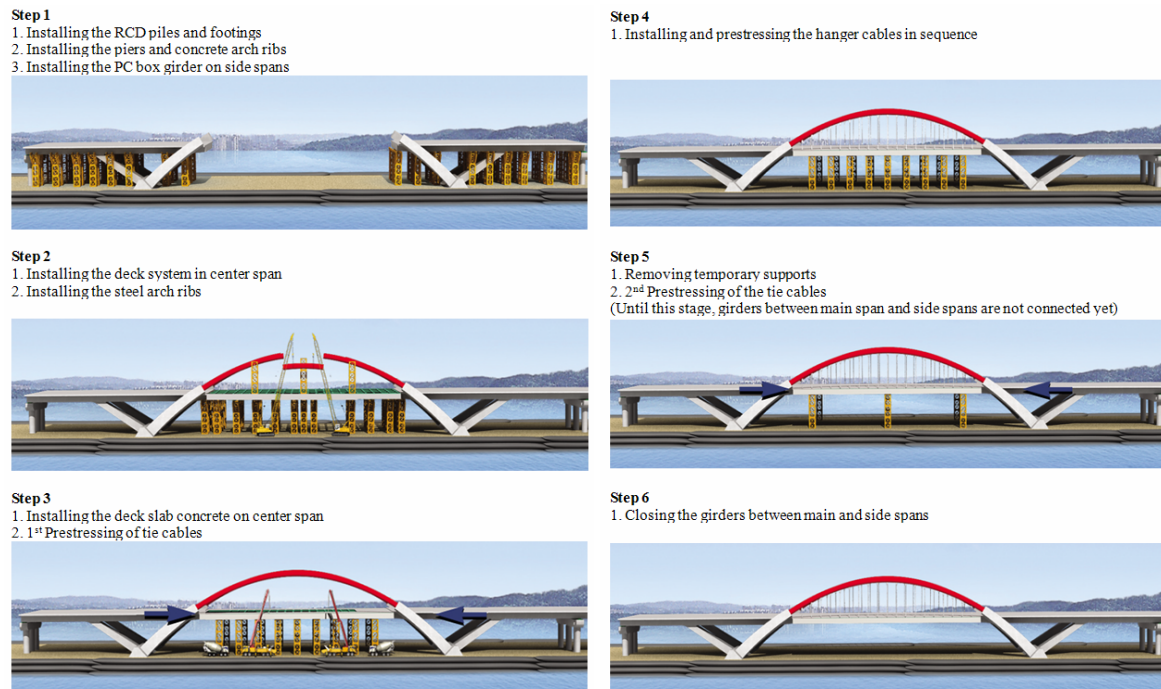 Step 1
1. Installing the RCD piles and footings
2. Installing the piers and concrete arch ribs
3. Installing the PC box girder on side spans
Step 2
1. Installing the deck system in center span
2. Installing the steel arch ribs
Step 3
1. Installing the deck slab concrete on center span
2. 1st Prestressing of tie cables
Step 4
1. Installing and prestressing the hanger cables in sequence
Step 5
1. Removing temporary supports
2. 2nd Prestressing of the tie cables
(Until this stage, girders between main span and side spans are not connected yet)
Step 6
1. Closing the girders between main and side spans